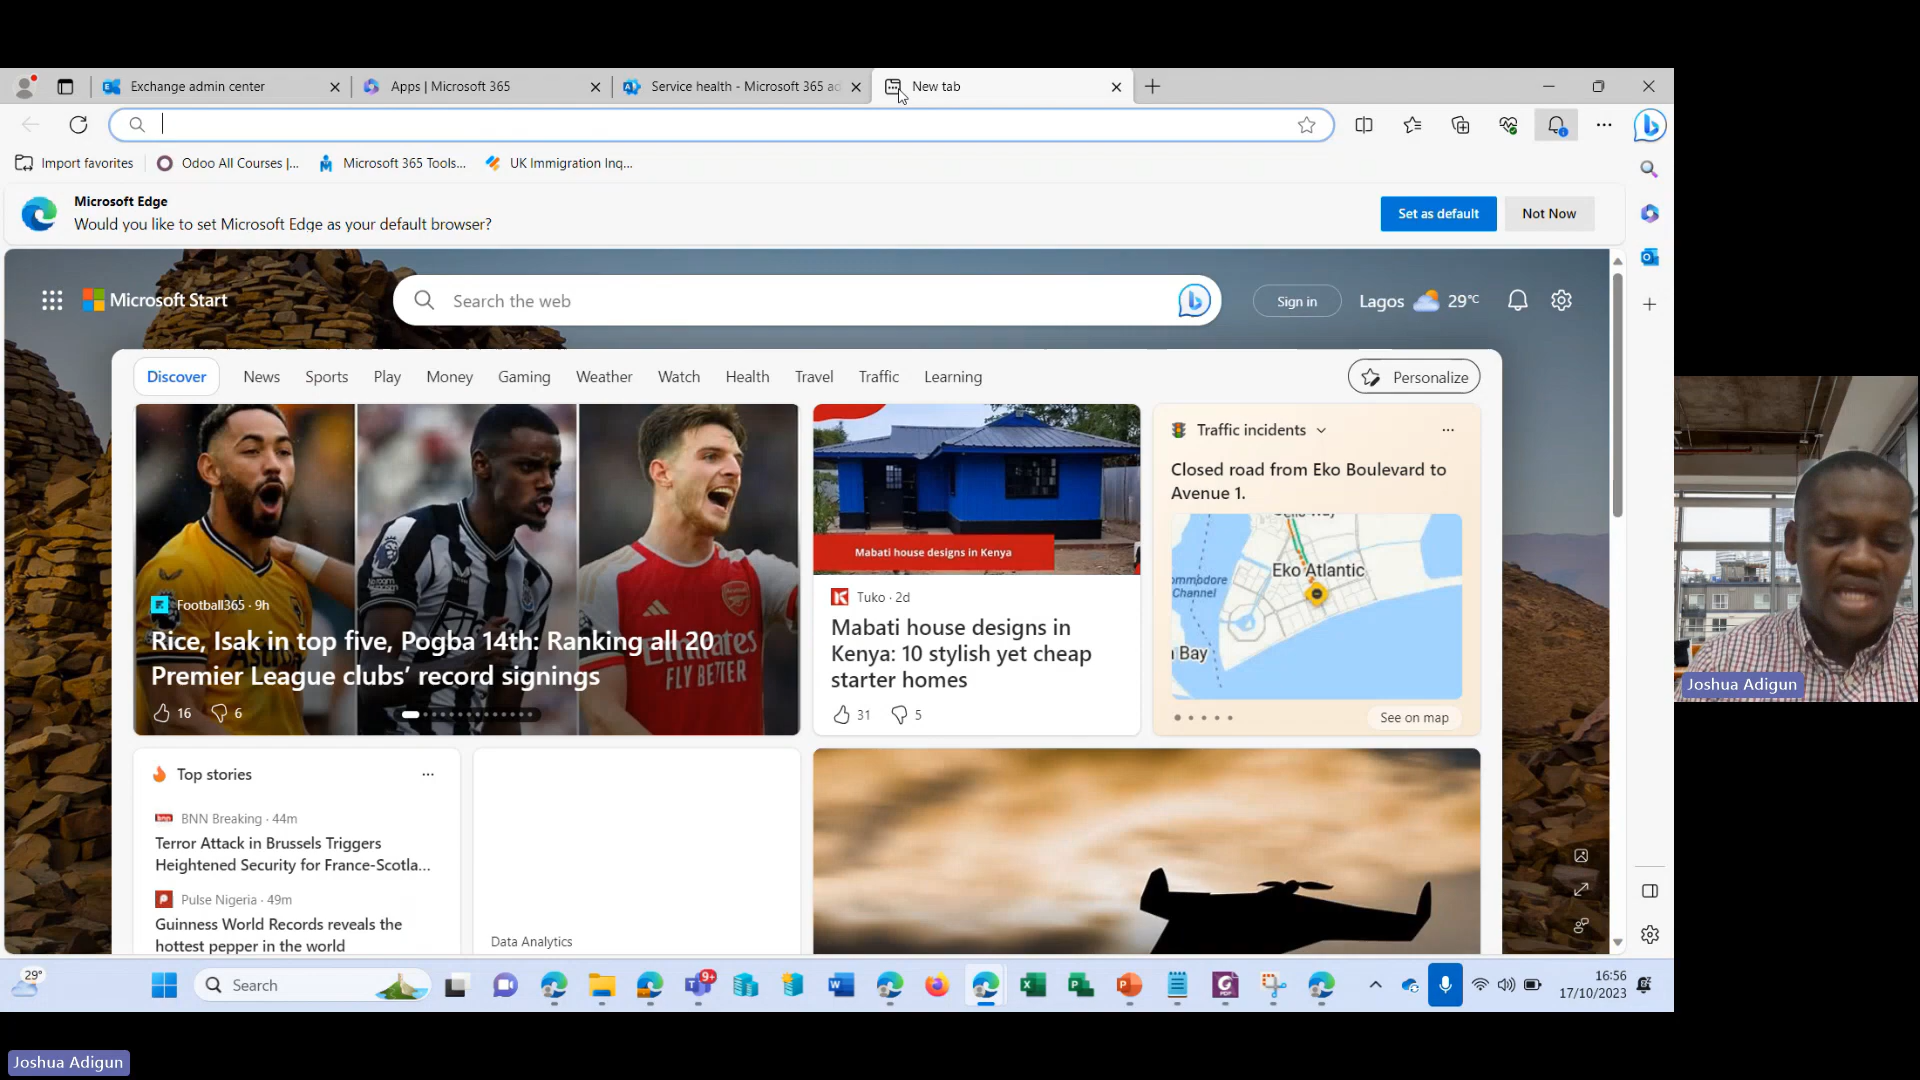 Exchange admin center
Apps | Microsoft 365
Service health - Microsoft 365 ad
New tab
Import favorites
Odoo All Courses |...
Microsoft 365 Tools...
UK Immigration Inq...
Microsoft Edge
Would you like to set Microsoft Edge as your default browser?
Set as default
Not Now
Microsoft Start
Search the web
Sign in
Lagos
29°C
Discover
News
Sports
Play
Money
Gaming
Weather
Watch
Health
Travel
Traffic
Learning
Personalize
Football365 · 9h
Rice, Isak in top five, Pogba 14th: Ranking all 20
Premier League clubs’ record signings
16
6
Emirates
FLY BETTER
Mabati house designs in Kenya
Tuko · 2d
Mabati house designs in
Kenya: 10 stylish yet cheap
starter homes
31
5
Traffic incidents
Closed road from Eko Boulevard to
Avenue 1.
Eko Atlantic
ommodore
Channel
Bay
See on map
Top stories
BNN Breaking · 44m
Terror Attack in Brussels Triggers
Heightened Security for France-Scotla...
Pulse Nigeria · 49m
Guinness World Records reveals the
hottest pepper in the world
Data Analytics
Joshua Adigun
29°
Search
9+
16:56
17/10/2023
Joshua Adigun